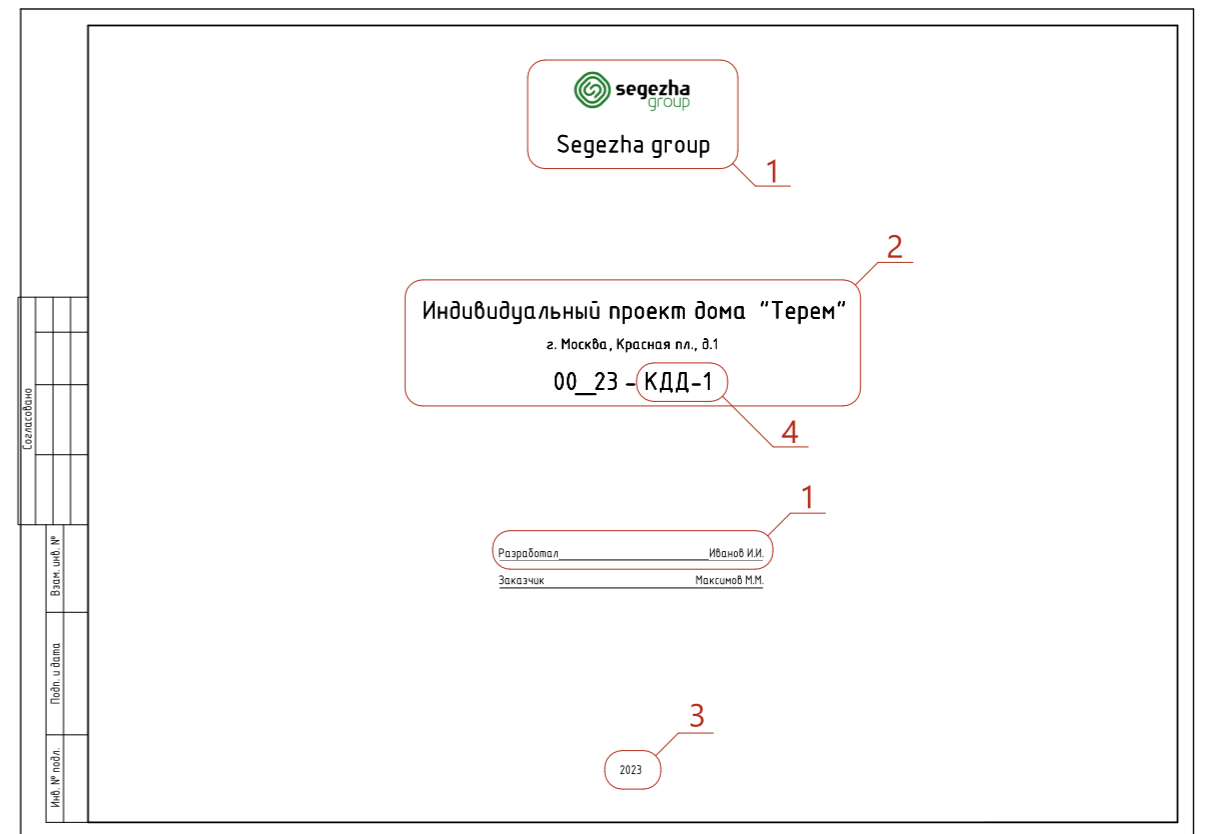 segezha
group
Segezha group
1
2
Индивидуальный проект дома "Терем"
г. Москва, Красная пл., д.1
00__23 - КДД-1
4
1
Разработал Иванов И.И.
Заказчик Максимов М.М.
3
2023
Согласовано
Взам. инв. №
Подп. и дата
Инв. № подл.